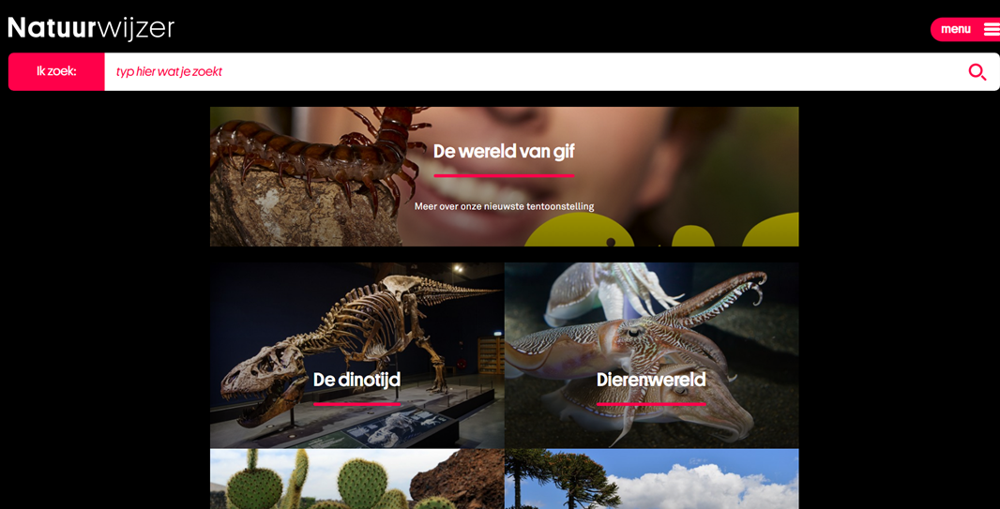 Natuurwijzer
menu
Ik zoek:
typ hier wat je zoekt
De wereld van gif
Meer over onze nieuwste tentoonstelling
De dinotijd
Dierenwereld